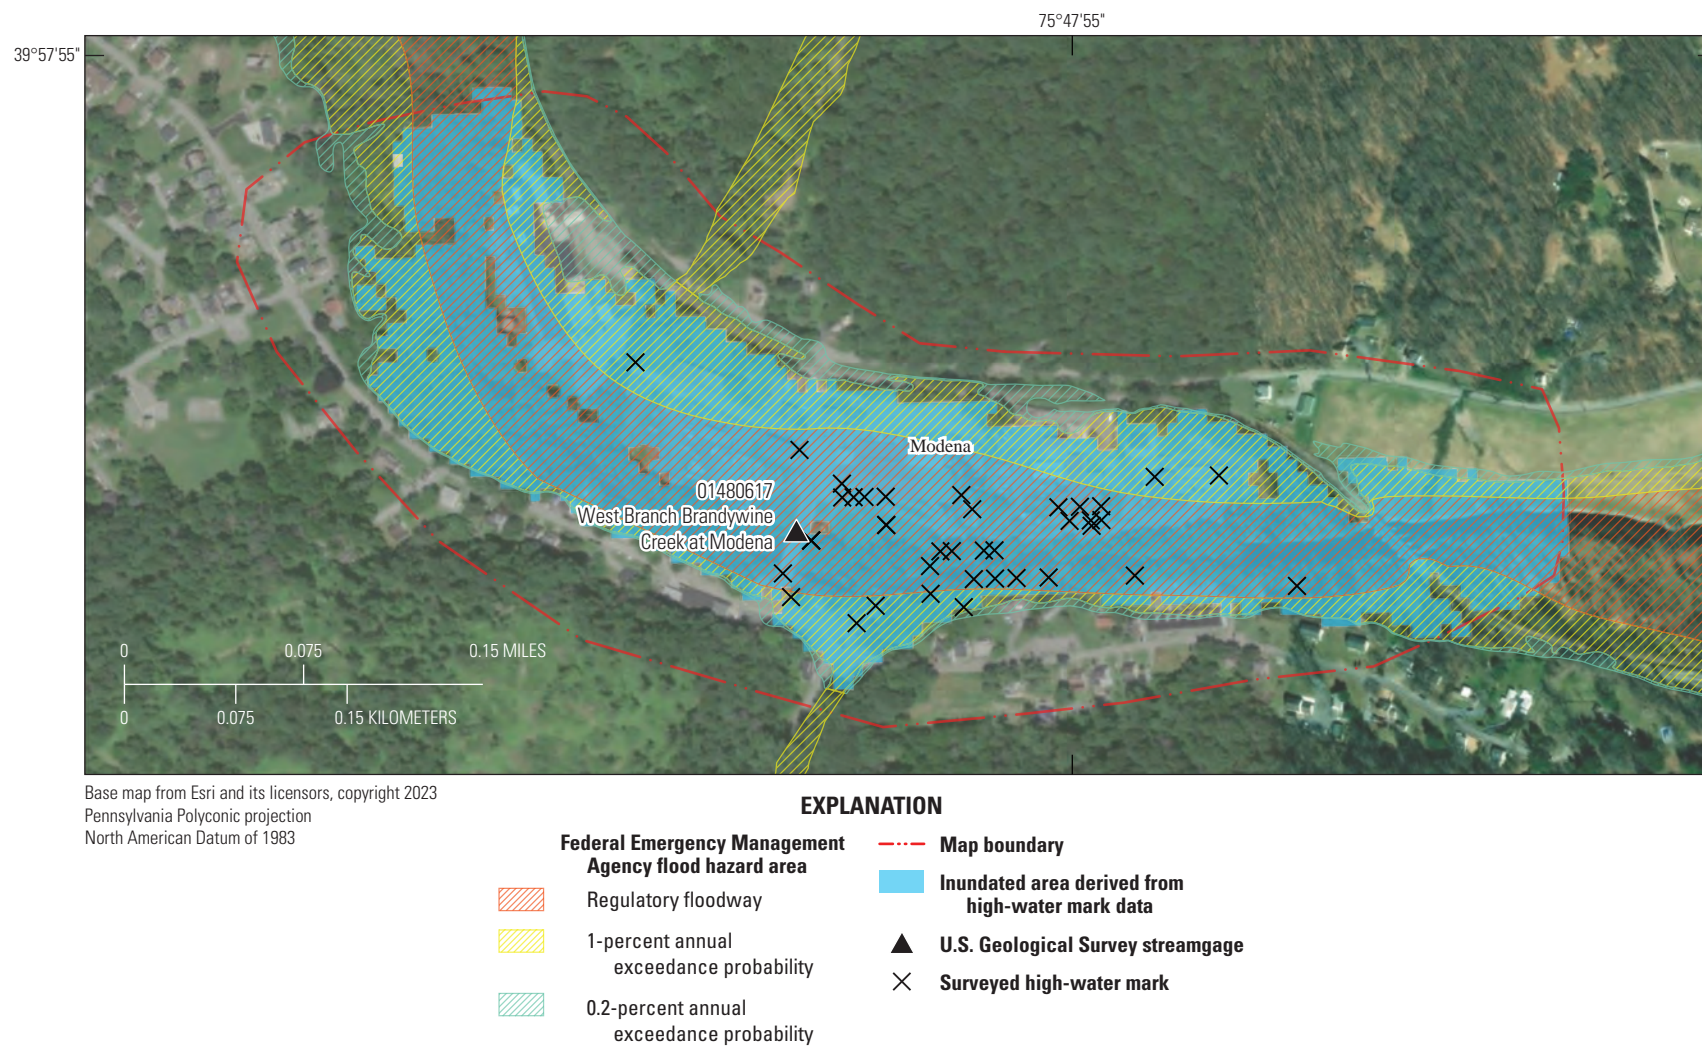 75°47'55"
39°57'55"
Modena
01480617
West Branch Brandywine
Creek at Modena
0 0.075 0.15 MILES
0 0.075 0.15 KILOMETERS
Base map from Esri and its licensors, copyright 2023
Pennsylvania Polyconic projection
North American Datum of 1983
EXPLANATION
Federal Emergency Management
Agency flood hazard area
Regulatory floodway
1-percent annual
exceedance probability
0.2-percent annual
exceedance probability
Map boundary
Inundated area derived from
high-water mark data
U.S. Geological Survey streamgage
Surveyed high-water mark